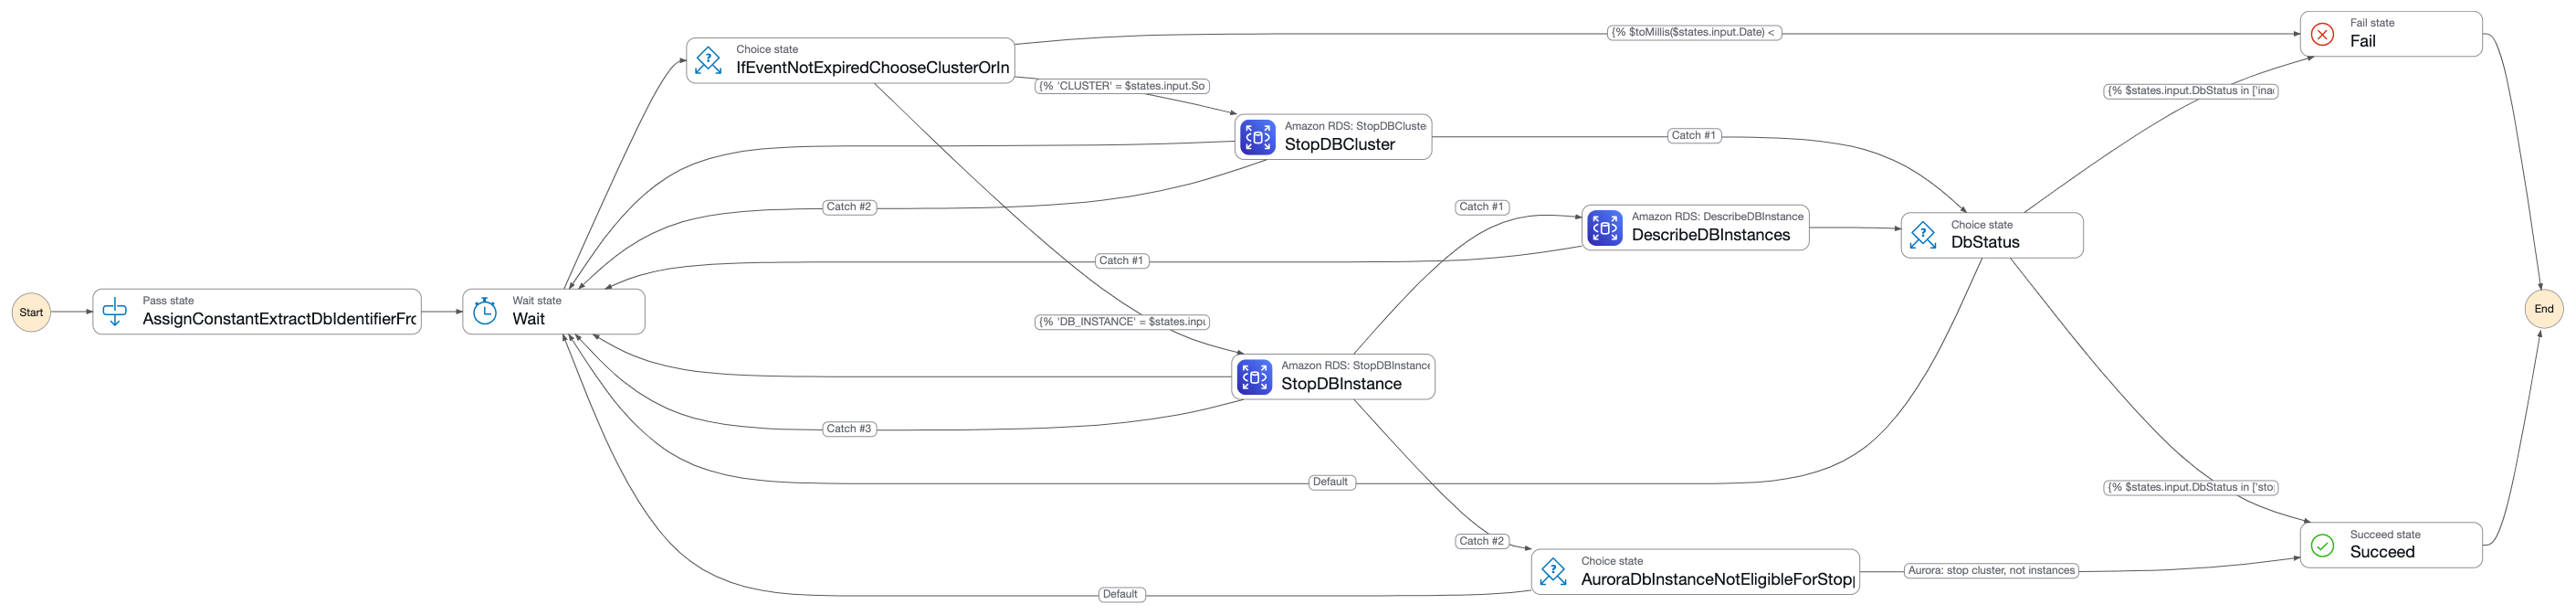 Start
Pass state
AssignConstantExtractDbIdentifierFrc
Wait state
Wait
Choice state
IfEventNotExpiredChooseClusterOrIn
{% $toMillis($states.input.Date) <
{% 'CLUSTER' = $states.input.So
Amazon RDS: StopDBCluste
StopDBCluster
Catch #1
Catch #2
Catch #1
Amazon RDS: DescribeDBInstance
DescribeDBInstances
Catch #1
Choice state
DbStatus
{% $states.input.DbStatus in ['ina
Fail state
Fail
{% 'DB_INSTANCE' = $states.inpu
Amazon RDS: StopDBInstance
StopDBInstance
Catch #3
Default
Catch #2
{% $states.input.DbStatus in ['sto
Choice state
AuroraDbInstanceNotEligibleForStop
Default
Aurora: stop cluster, not instances
Succeed state
Succeed
End